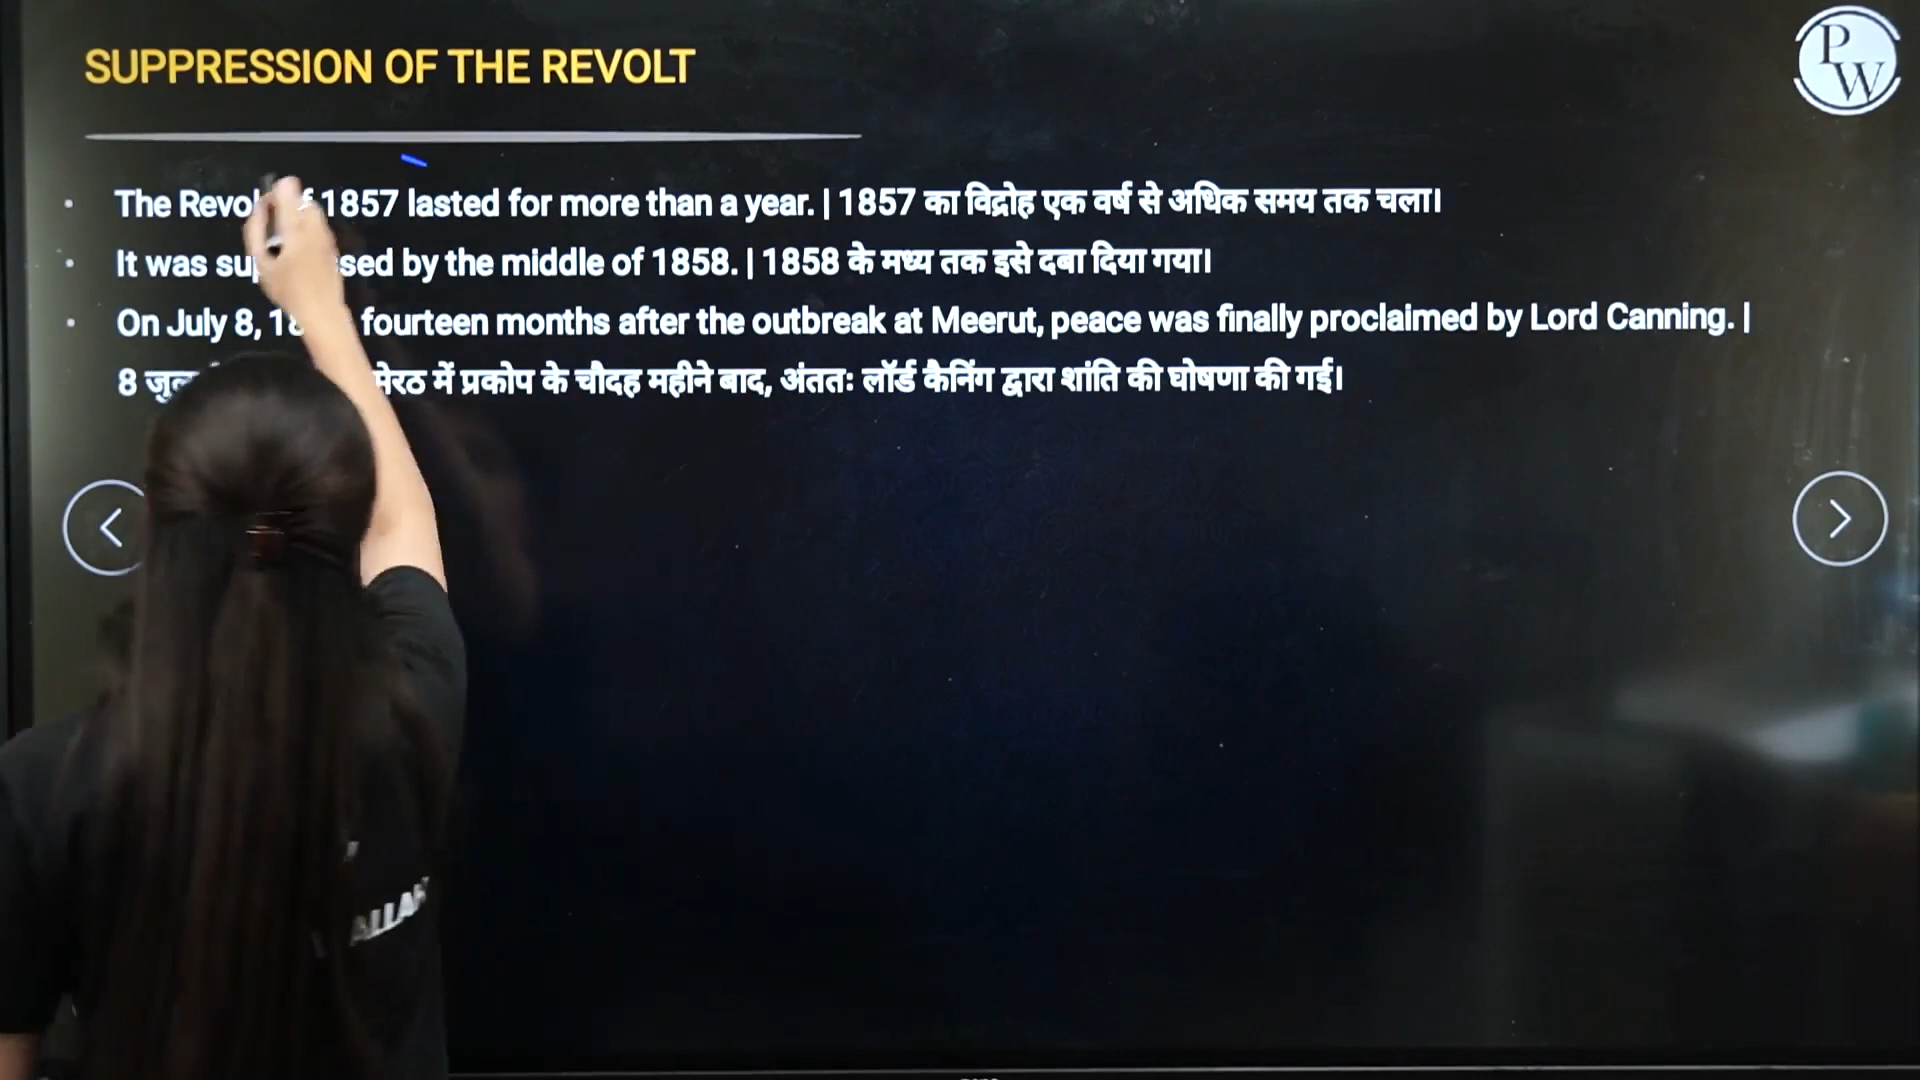 SUPPRESSION OF THE REVOLT
PW
The 1857 lasted for more than a year. | 1857 का विद्रोह एक वर्ष से अधिक समय तक चला।
It was by the middle of 1858. | 1858 के मध्य तक इसे दबा दिया गया।
On July 8, fourteen months after the outbreak at Meerut, peace was finally proclaimed by Lord Canning. |
8 मेरठ में प्रकोप के चौदह महीने बाद, अंततः लॉर्ड कैनिंग द्वारा शांति की घोषणा की गई।